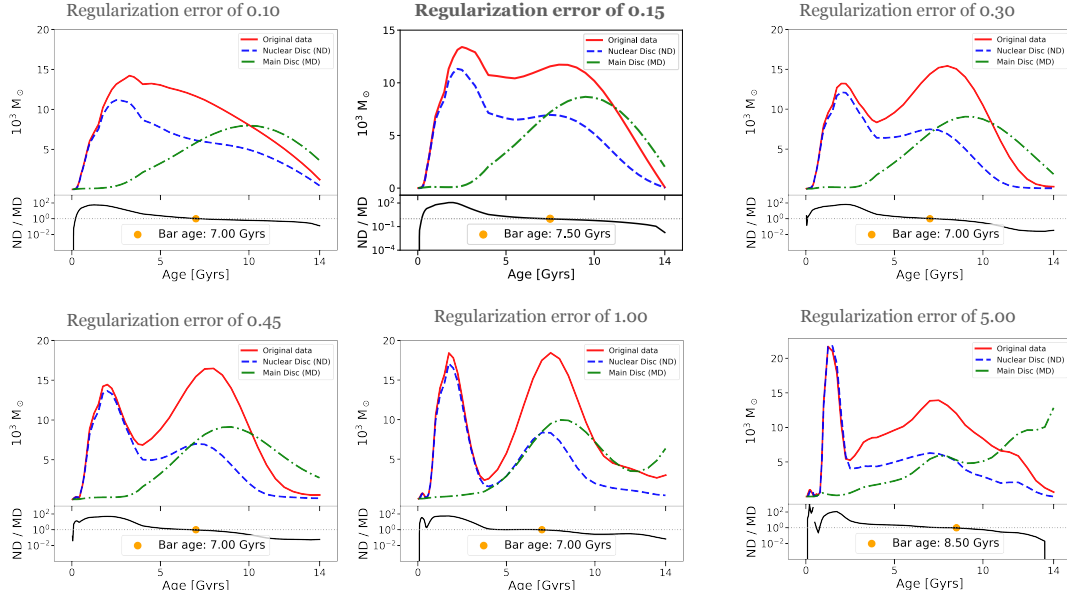 Regularization error of 0.10
20
15
10
5
10³ M⊙
Original data
Nuclear Disc (ND)
Main Disc (MD)
ND / MD
10²
10⁰
10⁻²
Bar age: 7.00 Gyrs
0 5 10 14
Age [Gyrs]
Regularization error of 0.15
15
10
5
0
10³ M⊙
Original data
Nuclear Disc (ND)
Main Disc (MD)
ND / MD
10²
10⁻¹
10⁻⁴
Bar age: 7.50 Gyrs
0 5 10 14
Age [Gyrs]
Regularization error of 0.30
20
15
10
5
10³ M⊙
Original data
Nuclear Disc (ND)
Main Disc (MD)
ND / MD
10²
10⁰
10⁻²
Bar age: 7.00 Gyrs
0 5 10 14
Age [Gyrs]
Regularization error of 0.45
20
15
10
5
10³ M⊙
Original data
Nuclear Disc (ND)
Main Disc (MD)
ND / MD
10²
10⁰
10⁻²
Bar age: 7.00 Gyrs
0 5 10 14
Age [Gyrs]
Regularization error of 1.00
20
15
10
5
10³ M⊙
Original data
Nuclear Disc (ND)
Main Disc (MD)
ND / MD
10²
10⁰
10⁻²
Bar age: 7.00 Gyrs
0 5 10 14
Age [Gyrs]
Regularization error of 5.00
20
15
10
5
10³ M⊙
Original data
Nuclear Disc (ND)
Main Disc (MD)
ND / MD
10²
10⁰
10⁻²
Bar age: 8.50 Gyrs
0 5 10 14
Age [Gyrs]